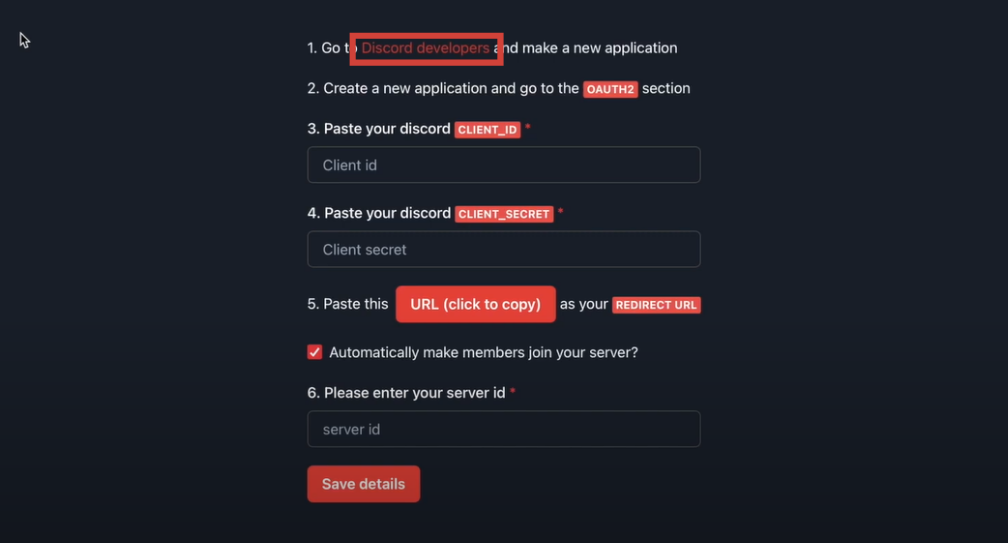 1. Go to Discord developers and make a new application
2. Create a new application and go to the OAUTH2 section
3. Paste your discord CLIENT_ID *
Client id
4. Paste your discord CLIENT_SECRET *
Client secret
5. Paste this URL (click to copy) as your REDIRECT URL
Automatically make members join your server?
6. Please enter your server id *
server id
Save details